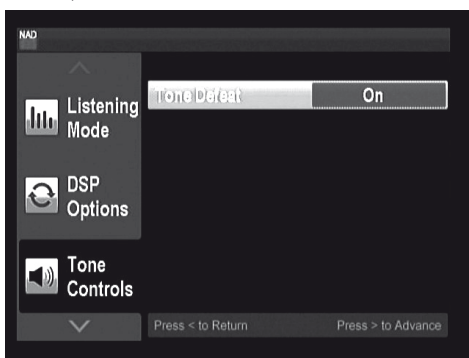 NAD
Listening
Mode
Tone Defeat
On
DSP
Options
Tone
Controls
Press < to Return
Press > to Advance